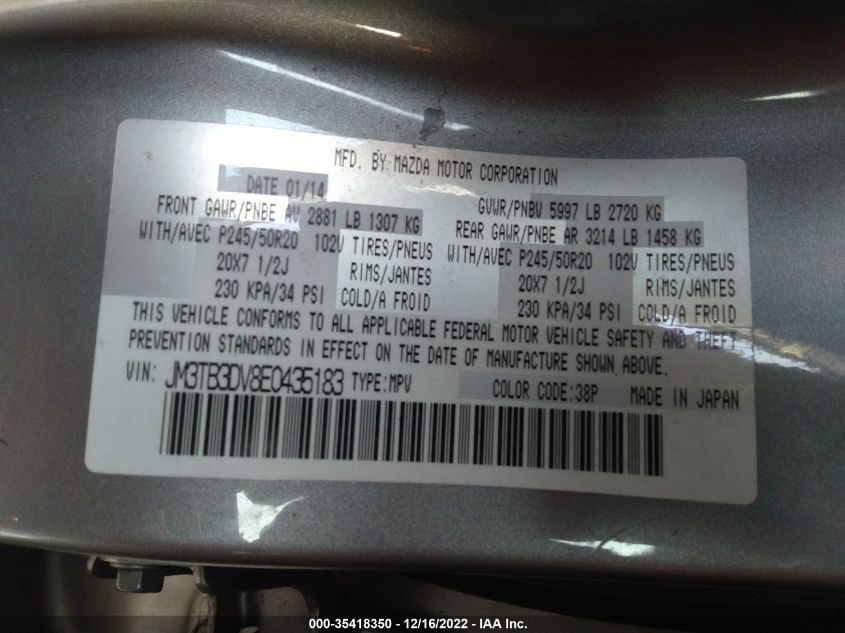 MFD. BY MAZDA MOTOR CORPORATION
DATE 01/14 GVWR/PNBV 5997 LB 2720 KG
FRONT GAWR/PNBE AV 2881 LB 1307 KG REAR GAWR/PNBE AR 3214 LB 1458 KG
WITH/AVEC P245/50R20 102V TIRES/PNEUS WITH/AVEC P245/50R20 102V TIRES/PNEUS
20X7 1/2J RIMS/JANTES 20X7 1/2J RIMS/JANTES
230 KPA/34 PSI COLD/A FROID 230 KPA/34 PSI COLD/A FROID
THIS VEHICLE CONFORMS TO ALL APPLICABLE FEDERAL MOTOR VEHICLE SAFETY AND THEFT
PREVENTION STANDARDS IN EFFECT ON THE DATE OF MANUFACTURE SHOWN ABOVE.
VIN: JM3TB3DV8E0435183 TYPE:MPV COLOR CODE:38P MADE IN JAPAN
000-35418350 - 12/16/2022 - IAA Inc.